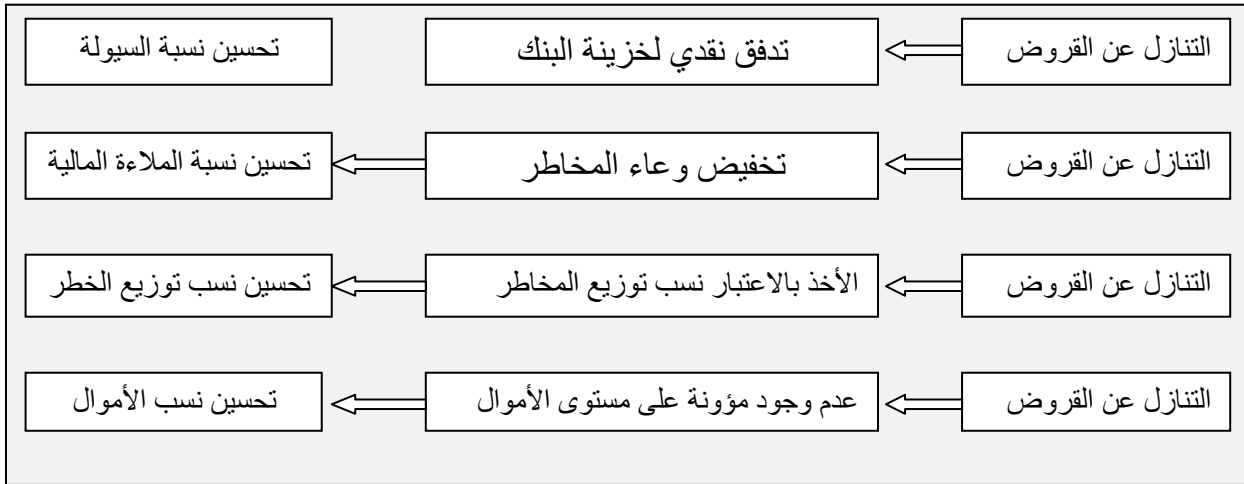 التنازل عن القروض
تدفق نقدي لخزينة البنك
تحسين نسبة السيولة
التنازل عن القروض
تخفيض وعاء المخاطر
تحسين نسبة الملاءة المالية
التنازل عن القروض
الأخذ بالاعتبار نسب توزيع المخاطر
تحسين نسب توزيع الخطر
التنازل عن القروض
عدم وجود مؤونة على مستوى الأموال
تحسين نسب الأموال